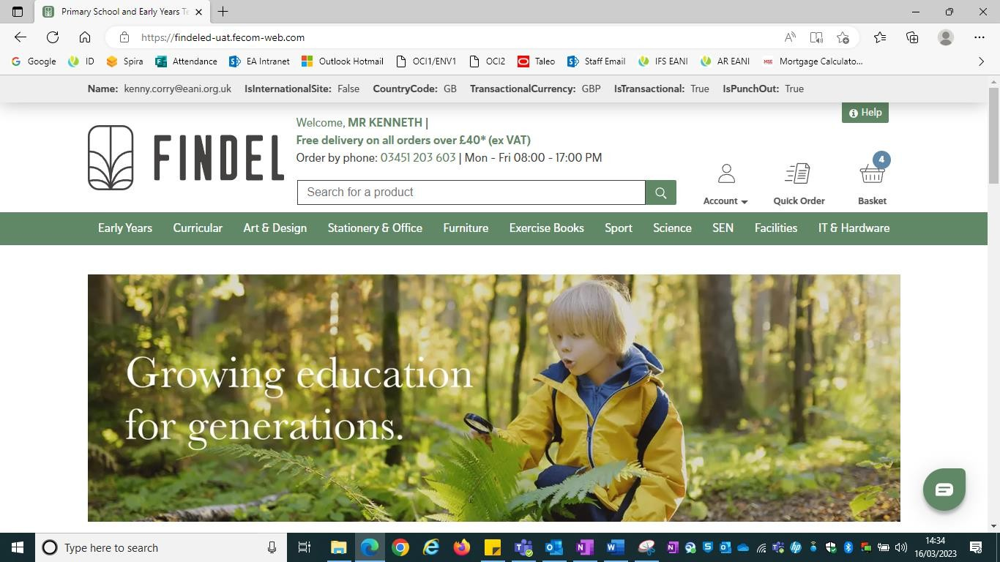 Primary School and Early Years Te
https://findeled-uat.fecom-web.com
Google ID Spira Attendance EA Intranet Outlook Hotmail OCI1/ENV1 OCI2 Taleo Staff Email IFS EANI AR EANI Mortgage Calculato...
Name: kenny.corry@eani.org.uk IsInternationalSite: False CountryCode: GB TransactionalCurrency: GBP IsTransactional: True IsPunchOut: True
Help
Welcome, MR KENNETH |
FINDEL
Free delivery on all orders over £40* (ex VAT)
Order by phone: 03451 203 603 | Mon - Fri 08:00 - 17:00 PM
4
Search for a product
Account Quick Order Basket
Early Years Curricular Art & Design Stationery & Office Furniture Exercise Books Sport Science SEN Facilities IT & Hardware
Growing education
for generations.
Type here to search
14:34
16/03/2023